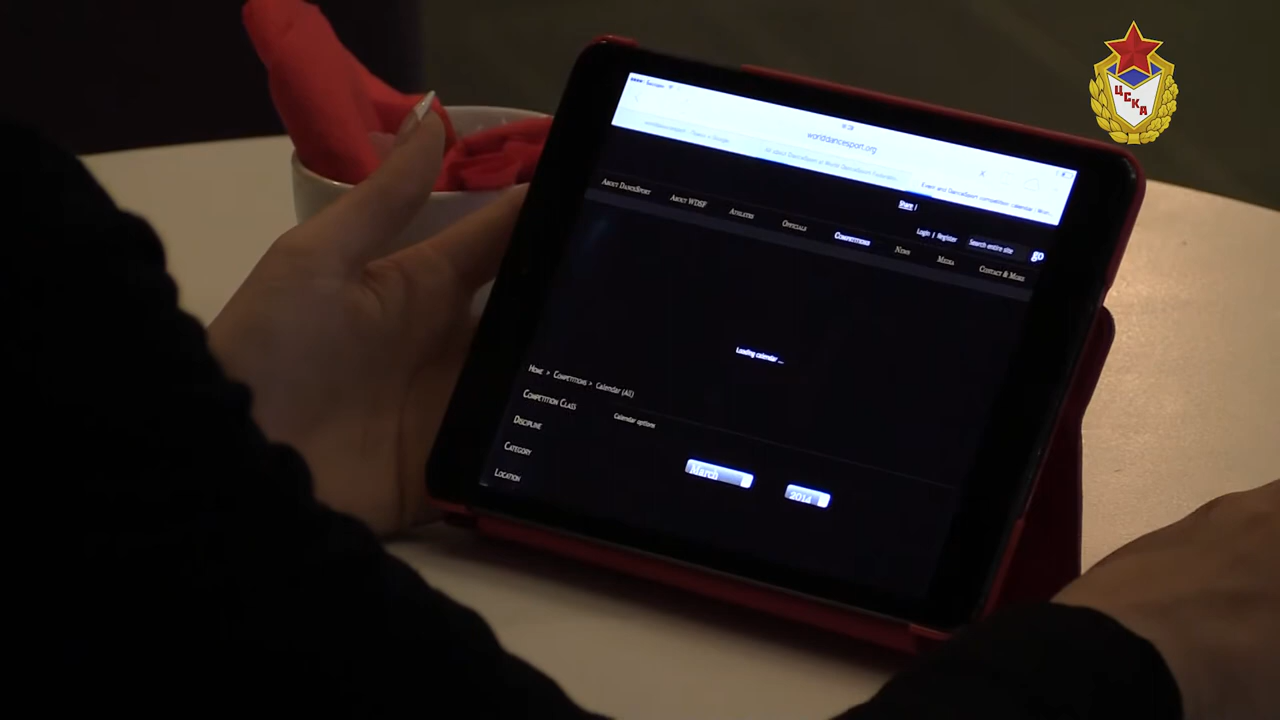 ЦСКА
worlddancesport.org
Share |
Login | Register
Search entire site
go
About DanceSport
About WDSF
Athletes
Officials
Competitions
News
Media
Contact & More
Loading calendar ...
Home > Competitions > Calendar (All)
Competition Class
Calendar options
Discipline
Category
Location
March
2014